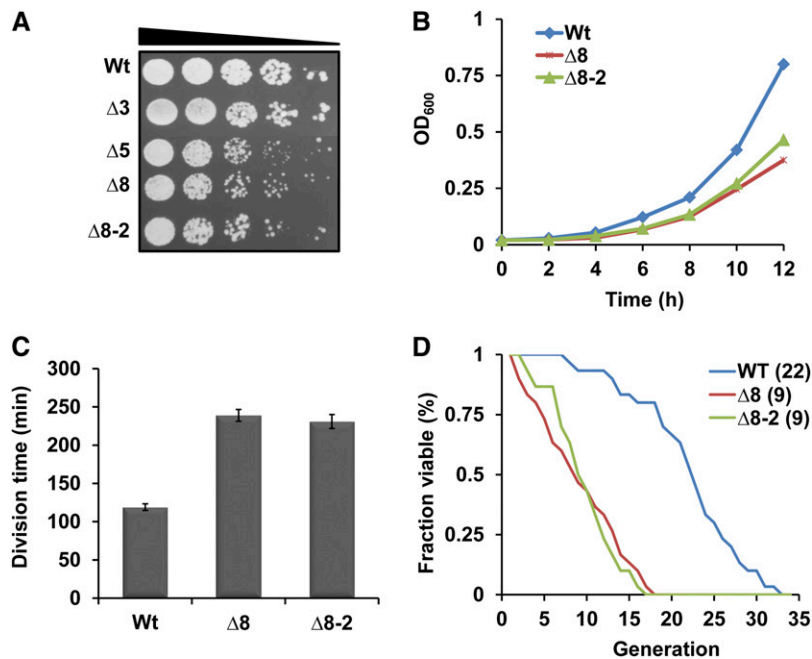 A
Wt
Δ3
Δ5
Δ8
Δ8-2
B
Wt
Δ8
Δ8-2
OD600
1
0.75
0.5
0.25
0
0 2 4 6 8 10 12
Time (h)
C
Division time (min)
300
250
200
150
100
50
0
Wt Δ8 Δ8-2
D
WT (22)
Δ8 (9)
Δ8-2 (9)
Fraction viable (%)
1
0.75
0.5
0.25
0
0 5 10 15 20 25 30 35
Generation